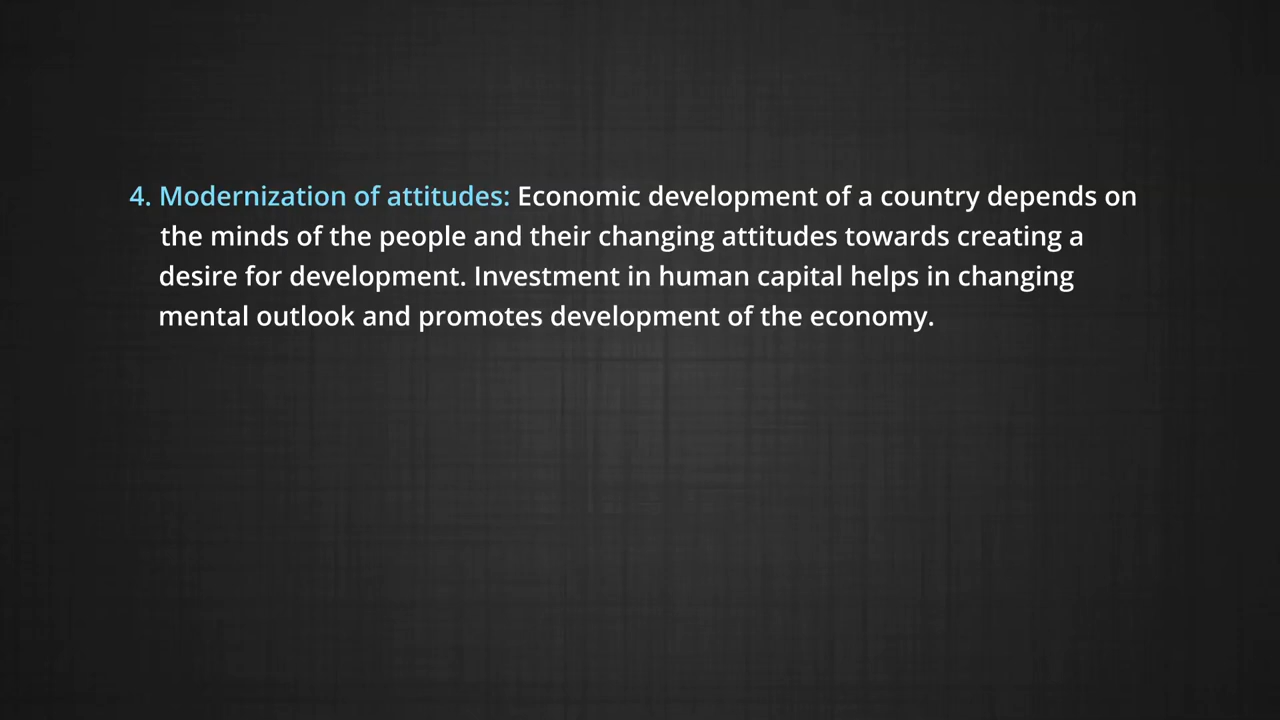 4. Modernization of attitudes: Economic development of a country depends on
the minds of the people and their changing attitudes towards creating a
desire for development. Investment in human capital helps in changing
mental outlook and promotes development of the economy.